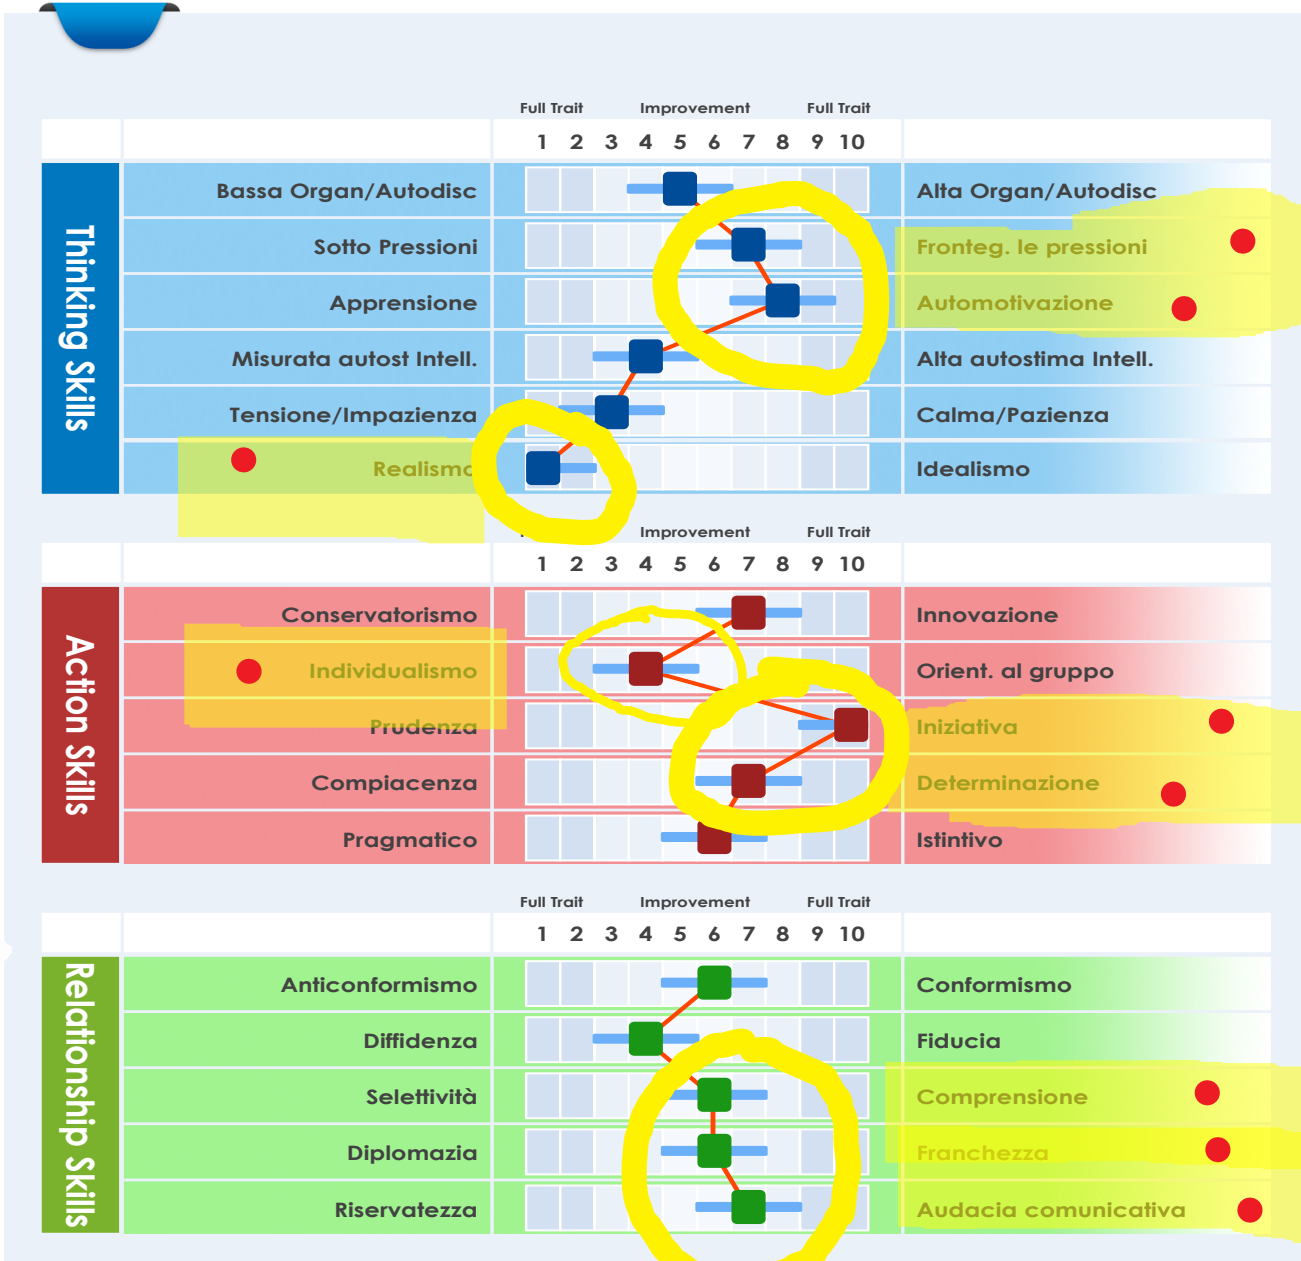 Full Trait Improvement Full Trait
1 2 3 4 5 6 7 8 9 10
Thinking Skills
Bassa Organ/Autodisc Alta Organ/Autodisc
Sotto Pressioni Fronteg. le pressioni
Apprensione Automotivazione
Misurata autost Intell. Alta autostima Intell.
Tensione/Impazienza Calma/Pazienza
Realismo Idealismo
Improvement Full Trait
1 2 3 4 5 6 7 8 9 10
Action Skills
Conservatorismo Innovazione
Individualismo Orient. al gruppo
Prudenza Iniziativa
Compiacenza Determinazione
Pragmatico Istintivo
Full Trait Improvement Full Trait
1 2 3 4 5 6 7 8 9 10
Relationship Skills
Anticonformismo Conformismo
Diffidenza Fiducia
Selettività Comprensione
Diplomazia Franchezza
Riservatezza Audacia comunicativa